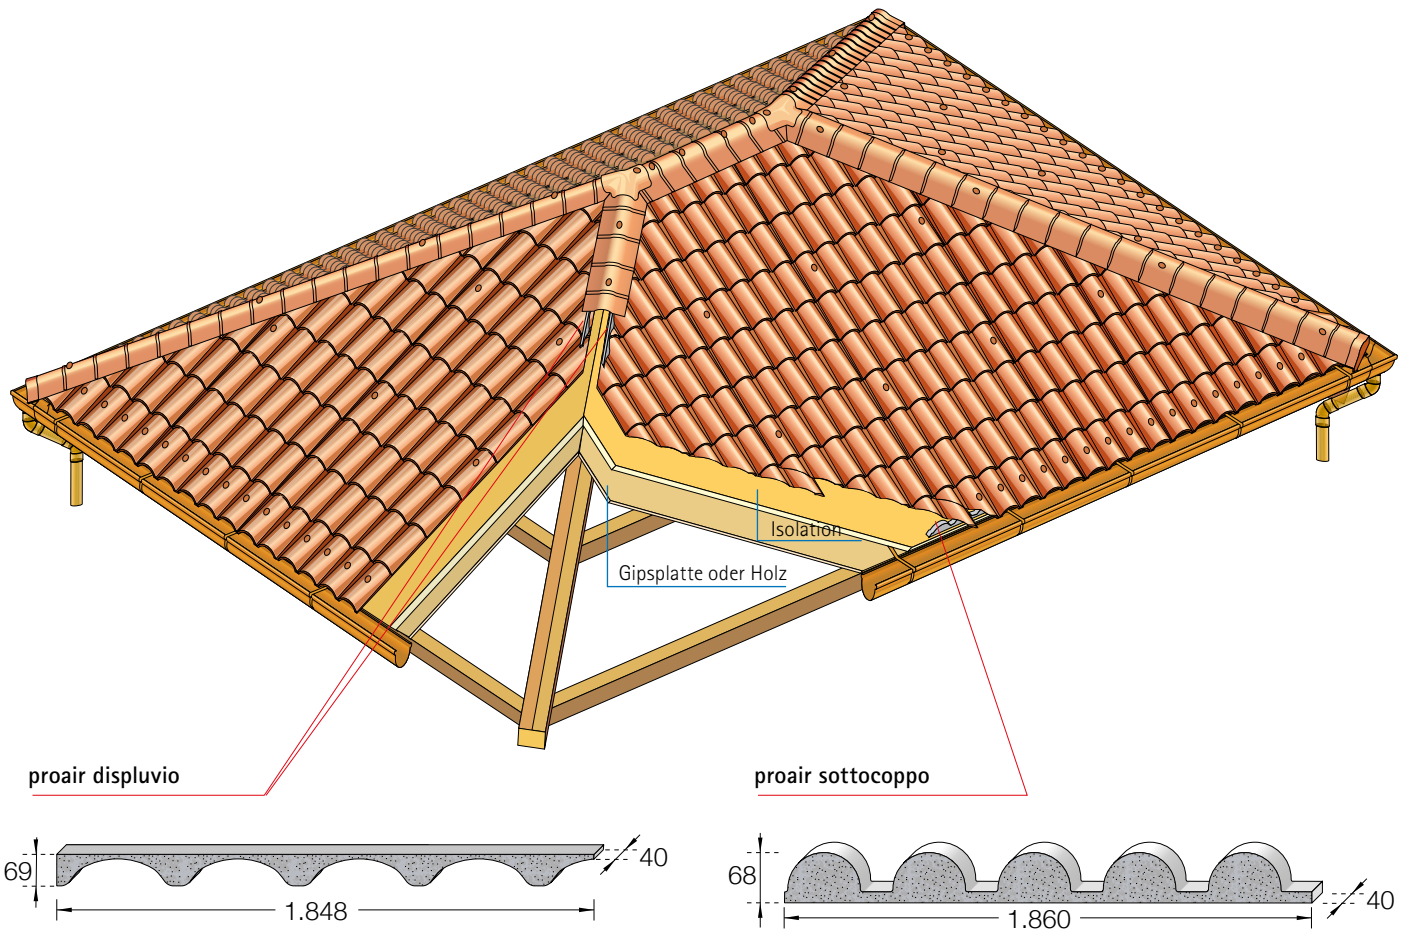 Isolation
Gipsplatte oder Holz
proair displuvio
proair sottocoppo
69
40
1.848
68
40
1.860